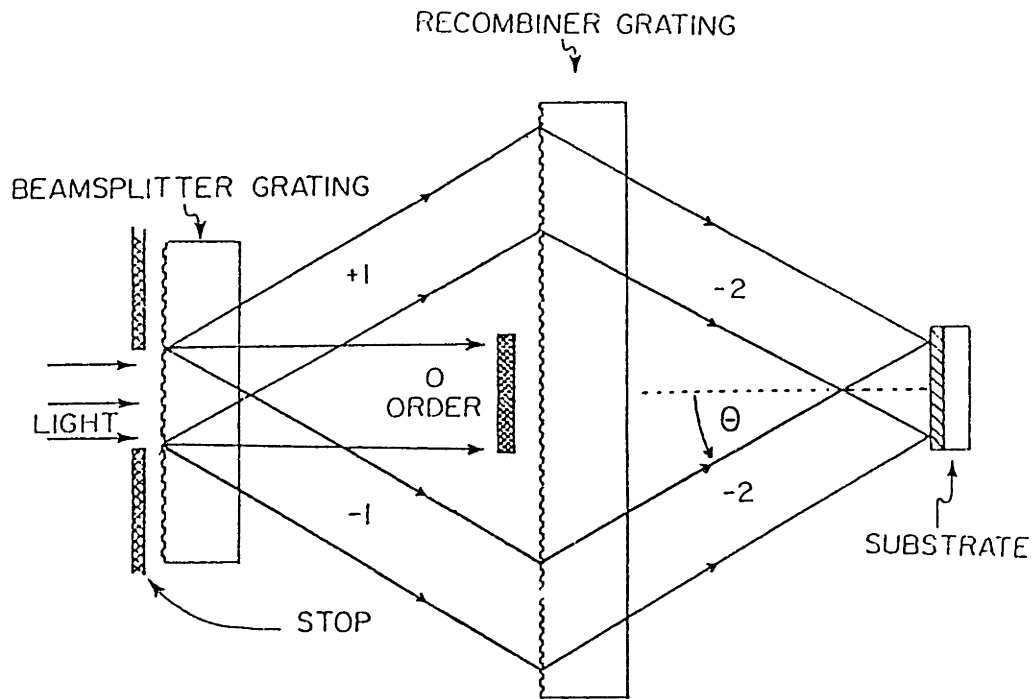 RECOMBINER GRATING
BEAMSPLITTER GRATING
+1
-2
LIGHT
0
ORDER
θ
-1
-2
SUBSTRATE
STOP